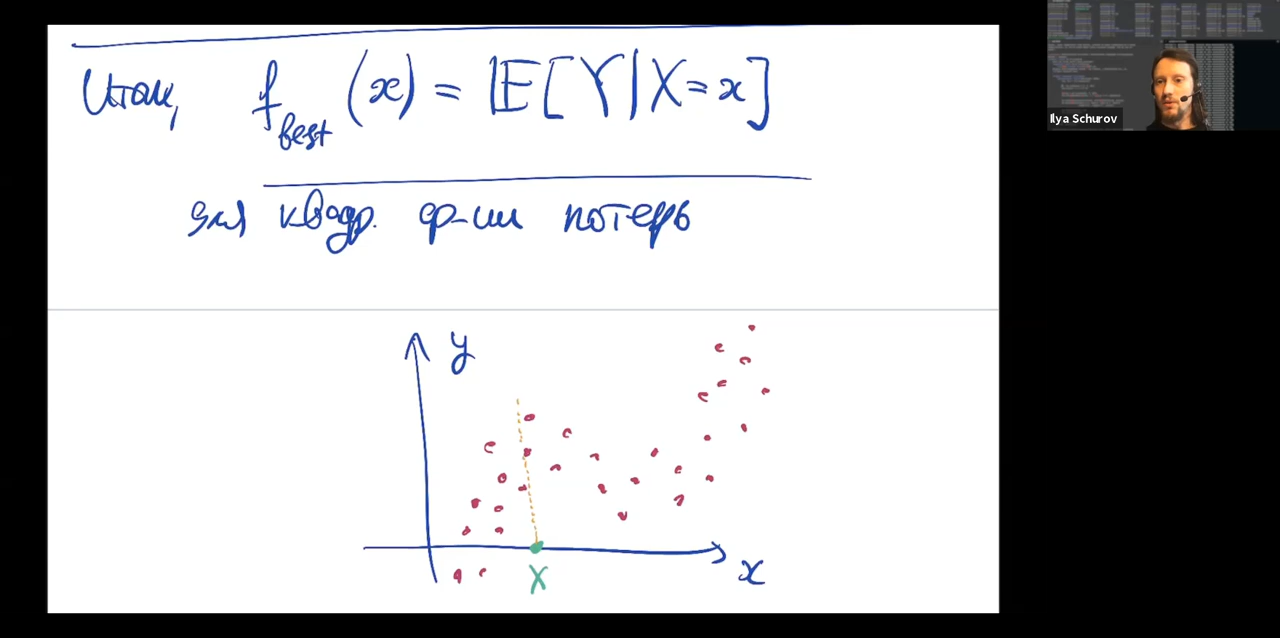 Итак, f_best (x) = 𝔼[Y|X=x]
для квадр. ф-ии потерь
Ilya Schurov
y
x
X